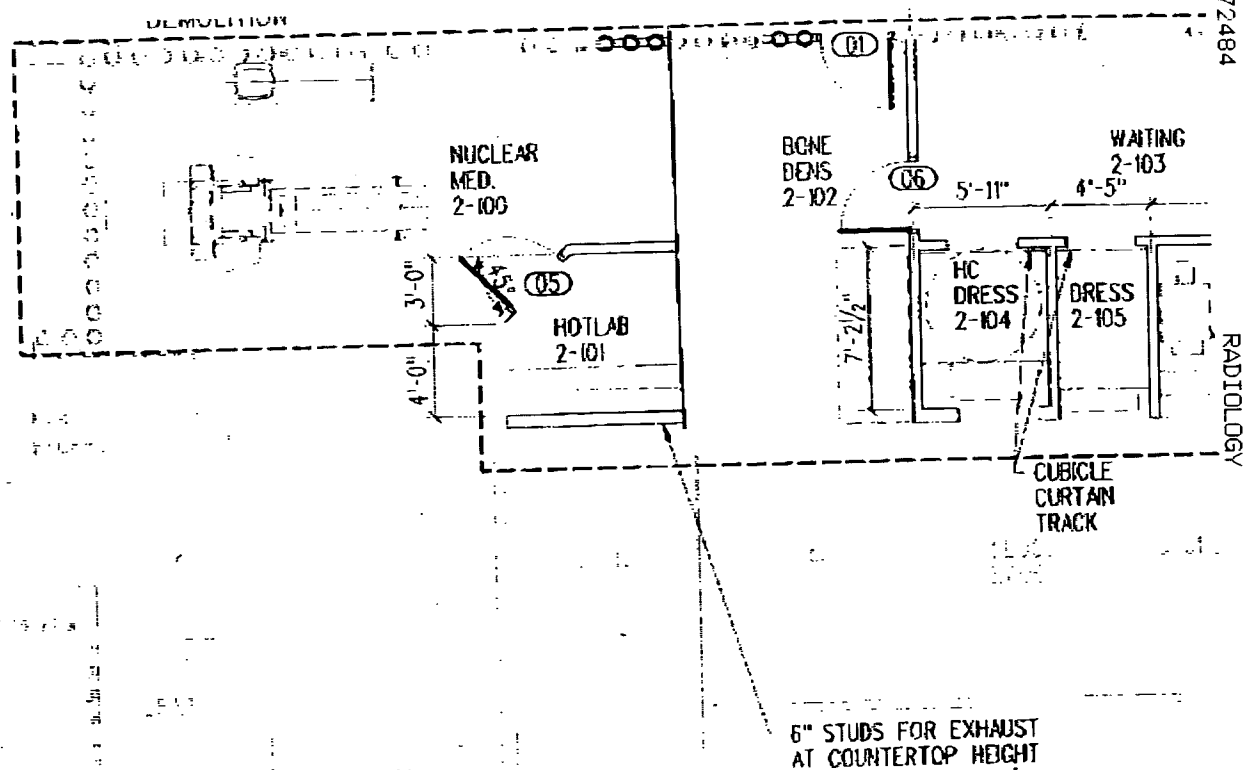 DEMOLITION
72484
01
NUCLEAR
MED.
2-100
BONE
DENS
2-102
06
WAITING
2-103
5'-11"
4'-5"
3'-0"
45°
05
HC
DRESS
2-104
DRESS
2-105
7'-2 1/2"
HOTLAB
2-101
4'-0"
RADIOLOGY
CUBICLE
CURTAIN
TRACK
6" STUDS FOR EXHAUST
AT COUNTERTOP HEIGHT